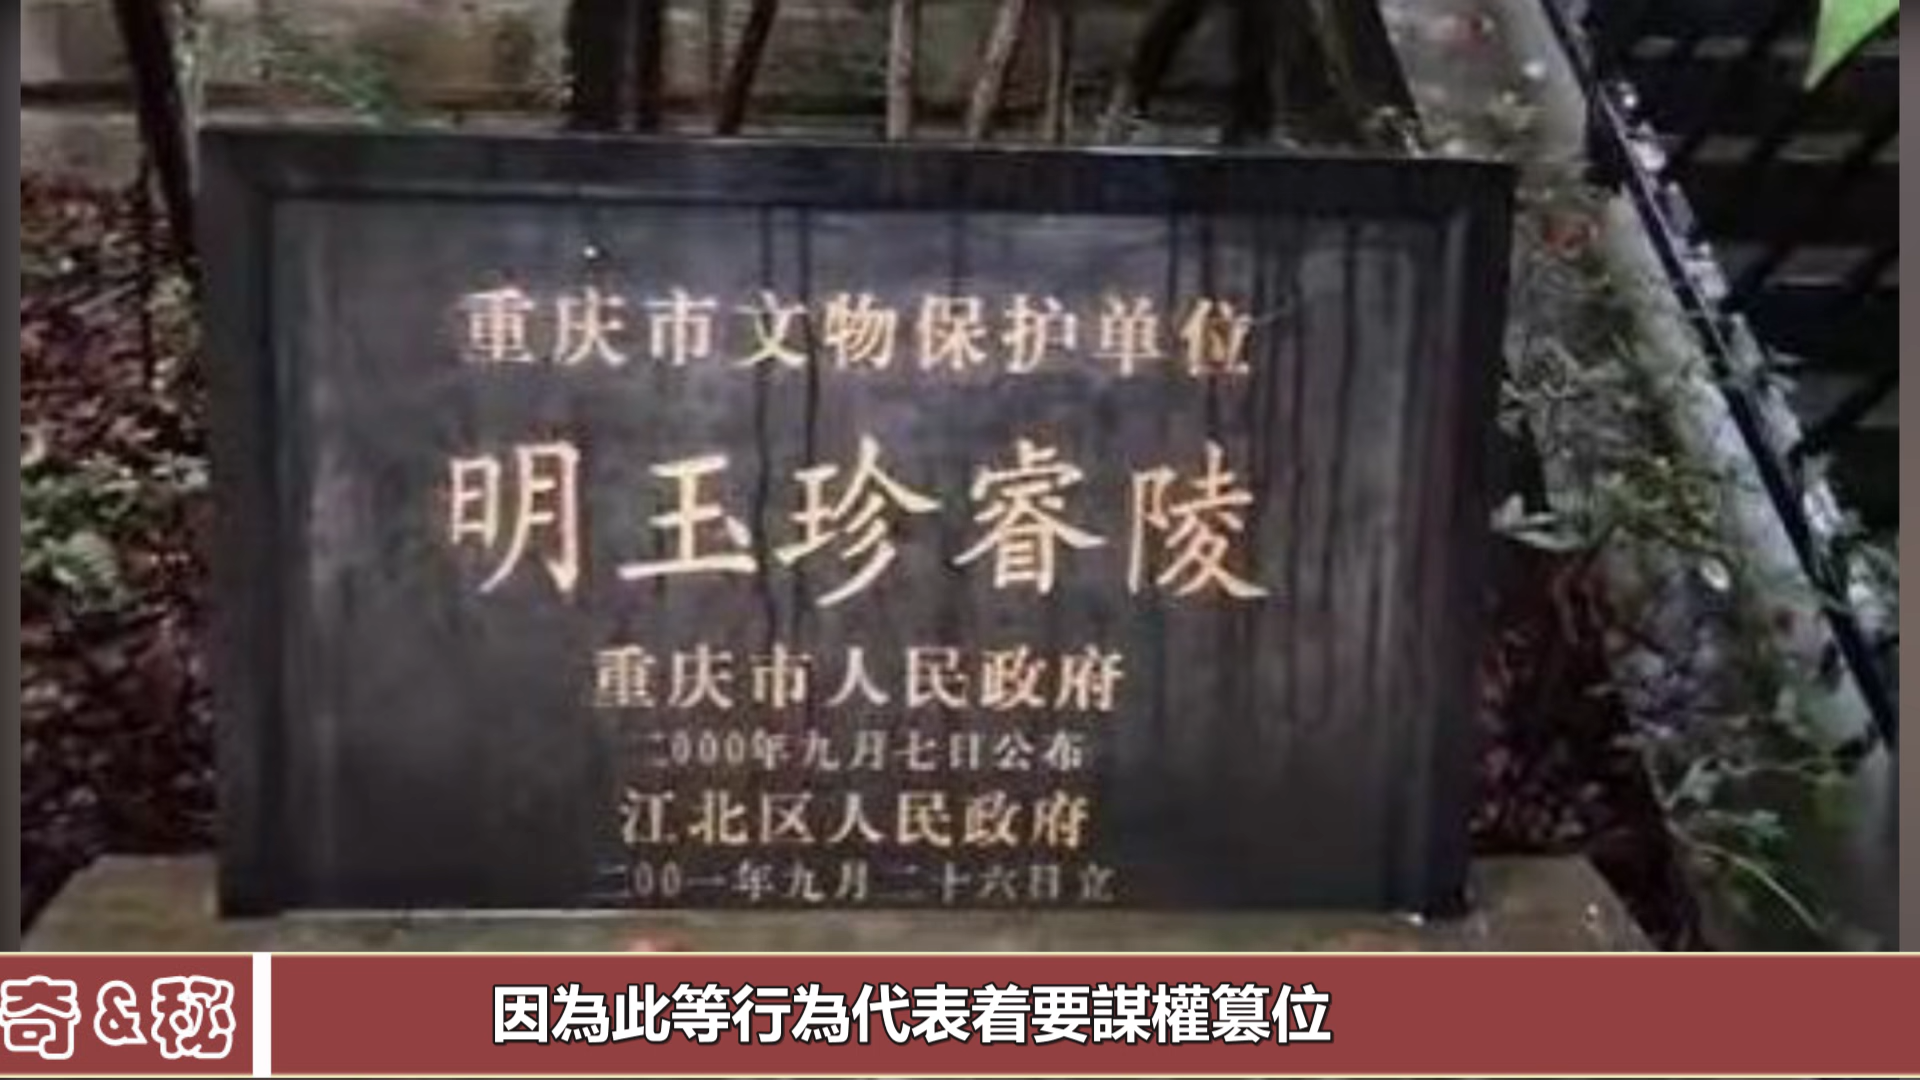 重庆市文物保护单位
明玉珍睿陵
重庆市人民政府
二000年九月七日公布
江北区人民政府
二00一年九月二十六日立
奇&秘
因為此等行為代表着要謀權篡位